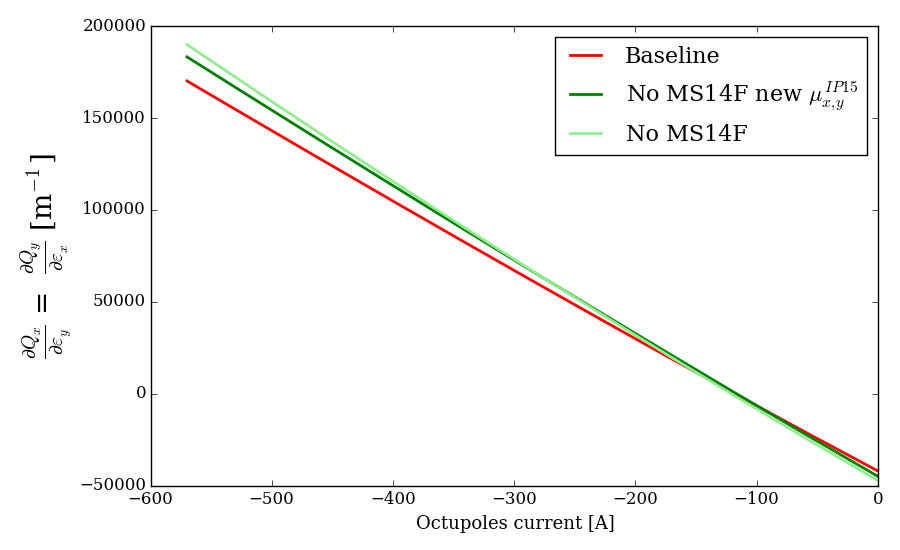 200000
150000
100000
50000
0
−50000
−600
−500
−400
−300
−200
−100
0
Octupoles current [A]
∂Qx/∂εy = ∂Qy/∂εx [m⁻¹]
Baseline
No MS14F new μ_{x,y}^{IP15}
No MS14F